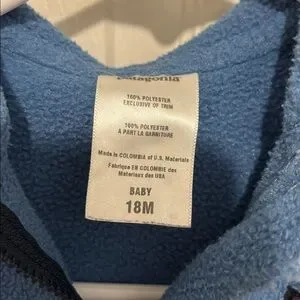 patagonia
100% POLYESTER
EXCLUSIVE OF TRIM
100% POLYESTER
A PART LA GARNITURE
Made in COLOMBIA of U.S. Materials
Fabriqué EN COLOMBIE des
Materiaux des USA
BABY
18M